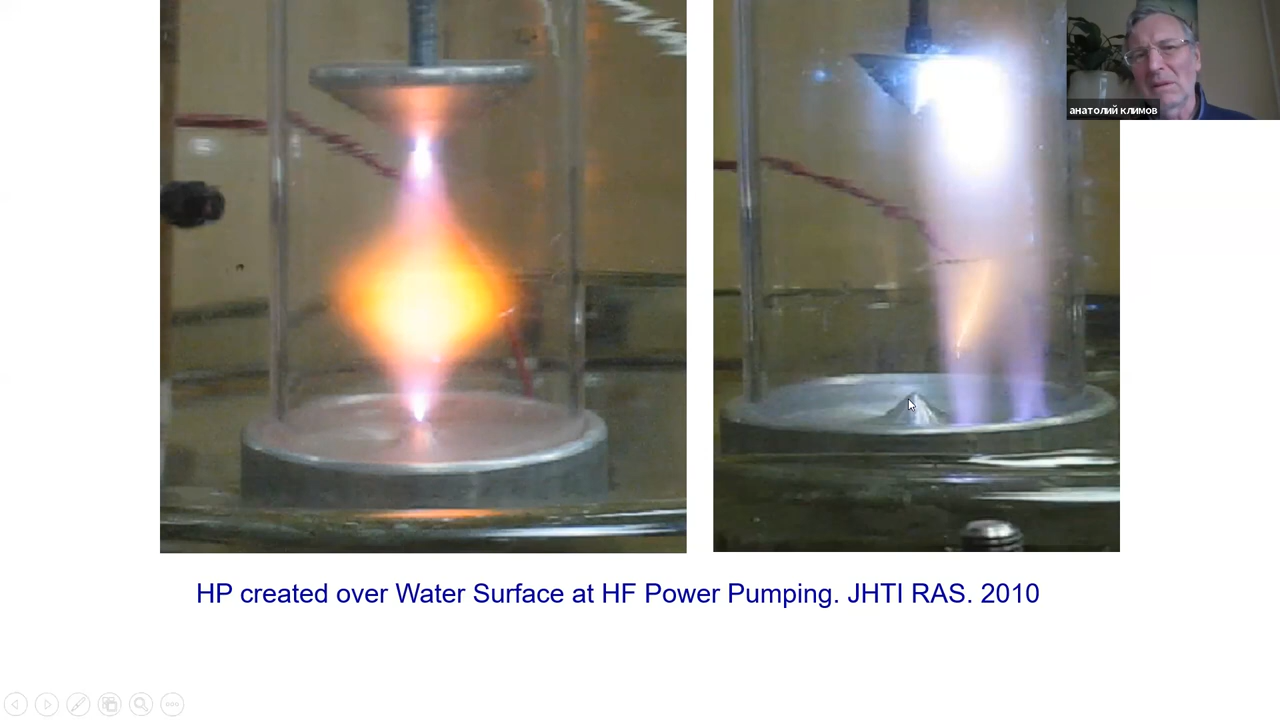 анатолий климов
HP created over Water Surface at HF Power Pumping. JHTI RAS. 2010